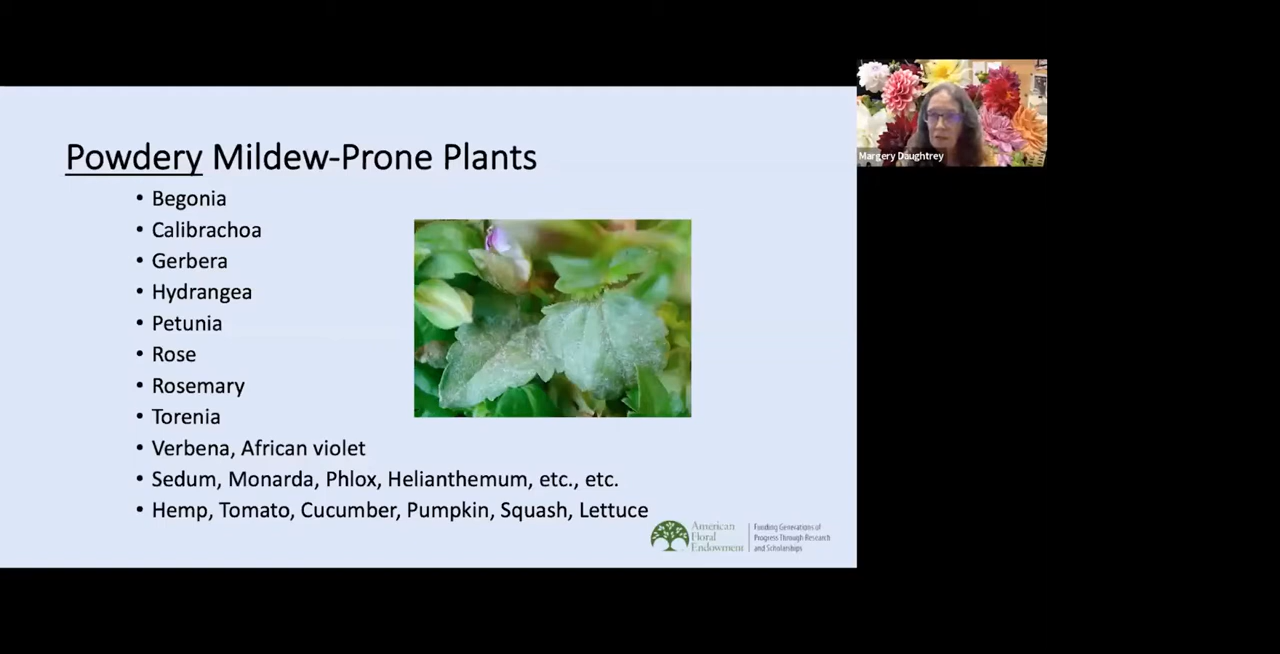 Powdery Mildew-Prone Plants
• Begonia
• Calibrachoa
• Gerbera
• Hydrangea
• Petunia
• Rose
• Rosemary
• Torenia
• Verbena, African violet
• Sedum, Monarda, Phlox, Helianthemum, etc., etc.
• Hemp, Tomato, Cucumber, Pumpkin, Squash, Lettuce
American
Floral
Endowment
Funding Generations of
Progress Through Research
and Scholarships
Margery Daughtrey